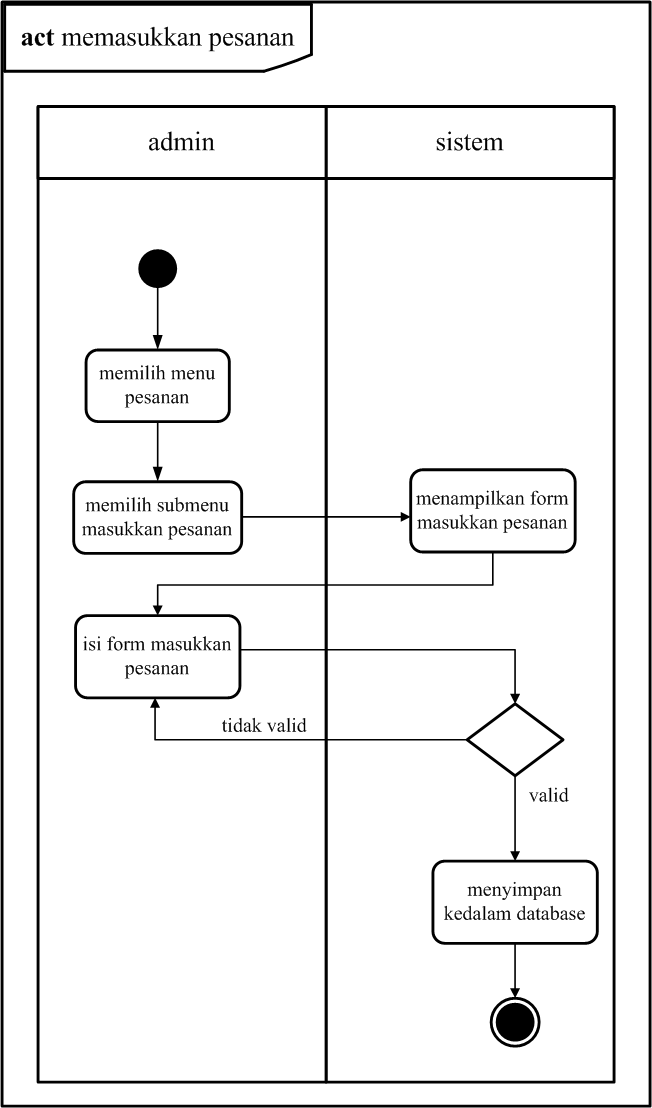 act memasukkan pesanan
admin
sistem
memilih menu
pesanan
memilih submenu
masukkan pesanan
menampilkan form
masukkan pesanan
isi form masukkan
pesanan
tidak valid
valid
menyimpan
kedalam database